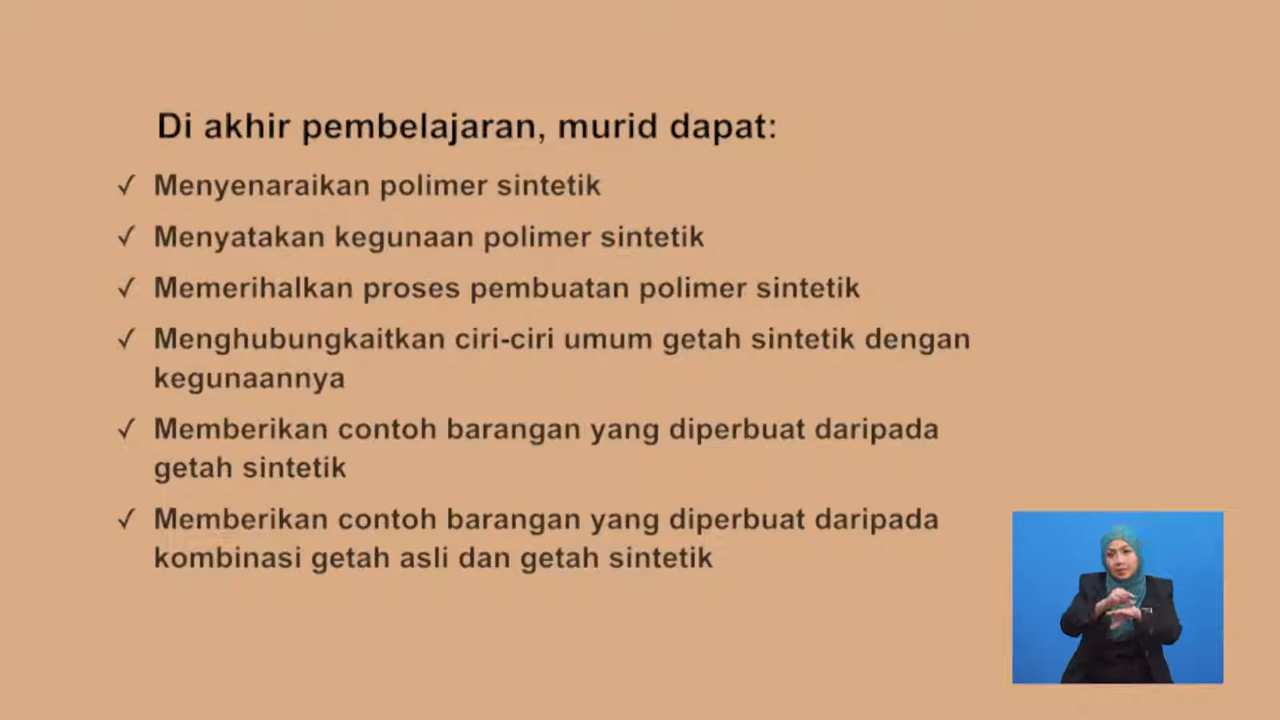 Di akhir pembelajaran, murid dapat:
✓ Menyenaraikan polimer sintetik
✓ Menyatakan kegunaan polimer sintetik
✓ Memerihalkan proses pembuatan polimer sintetik
✓ Menghubungkaitkan ciri-ciri umum getah sintetik dengan
kegunaannya
✓ Memberikan contoh barangan yang diperbuat daripada
getah sintetik
✓ Memberikan contoh barangan yang diperbuat daripada
kombinasi getah asli dan getah sintetik